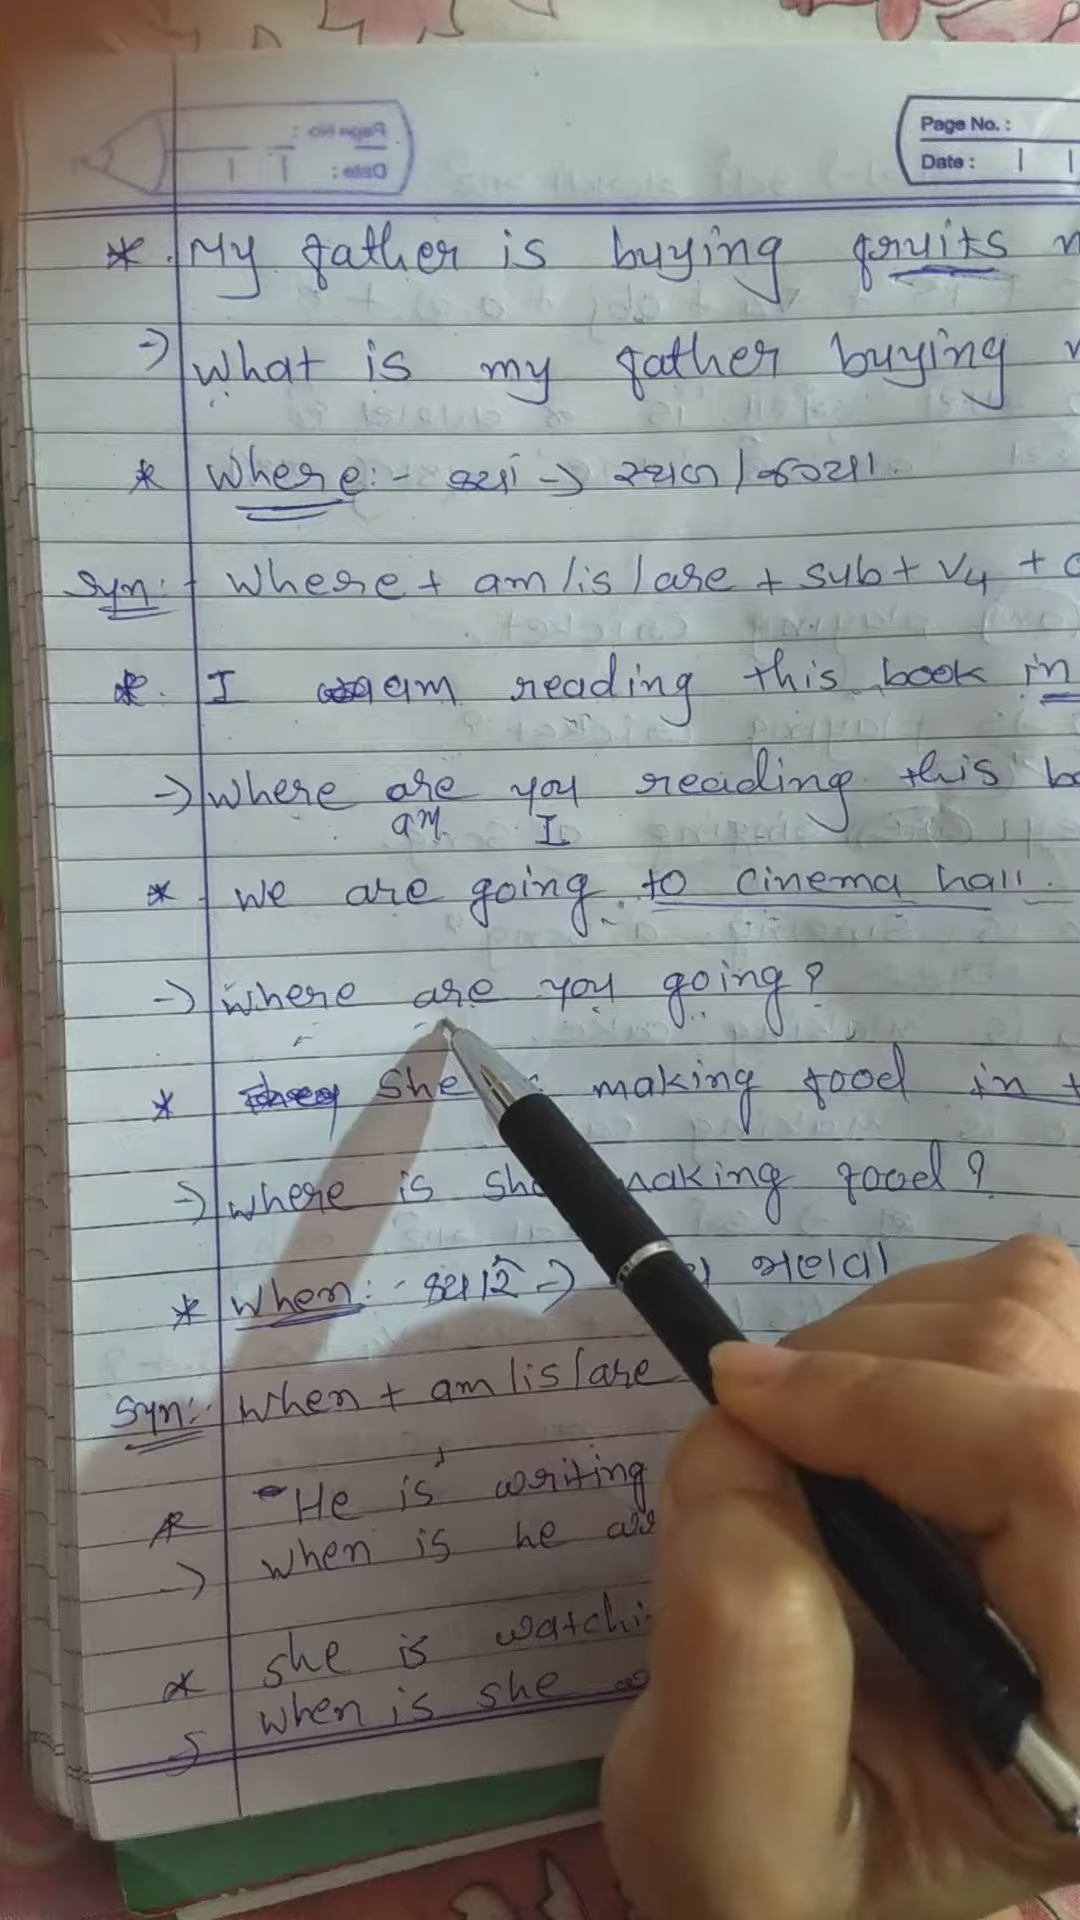 Page No. :
Date :
* My father is buying fruits
→ What is my father buying
* Where :- ક્યાં → સ્થળ / જગ્યા.
Syn :- Where + am / is / are + sub + V4 +
* I am reading this book in
→ Where are you reading this
am I
* We are going to cinema hall.
→ Where are you going?
* She making food in
→ Where is she making food?
* When :- ક્યારે →
Syn :- When + am / is / are
* He is writing
→ When is he
* She is watchi
→ When is she